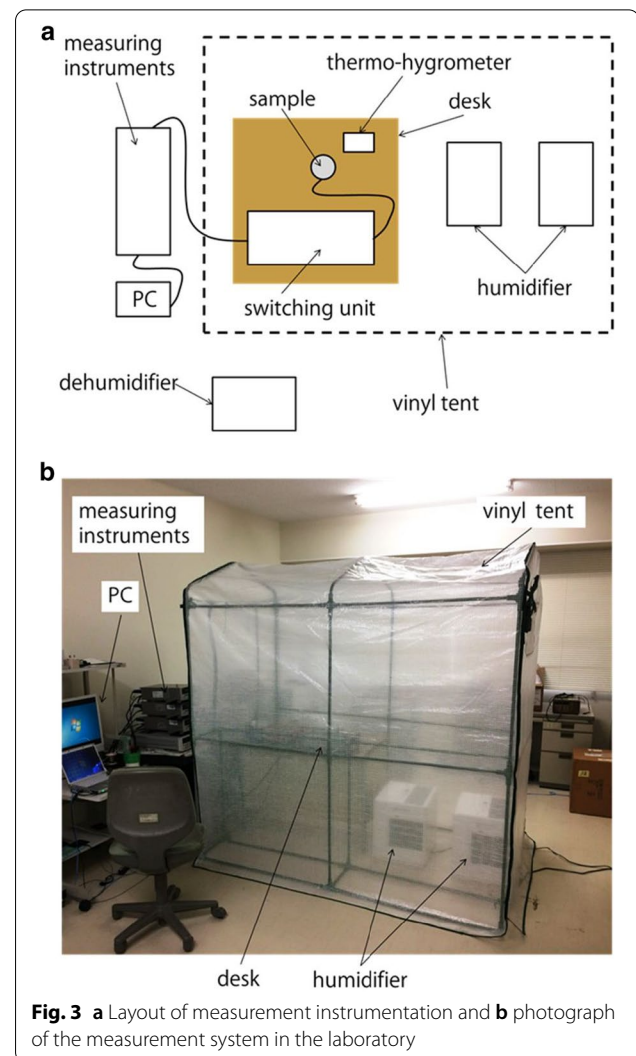 a
measuring
instruments
thermo-hygrometer
sample
desk
PC
switching unit
humidifier
dehumidifier
vinyl tent
b
measuring
instruments
vinyl tent
PC
desk
humidifier
Fig. 3 a Layout of measurement instrumentation and b photograph
of the measurement system in the laboratory